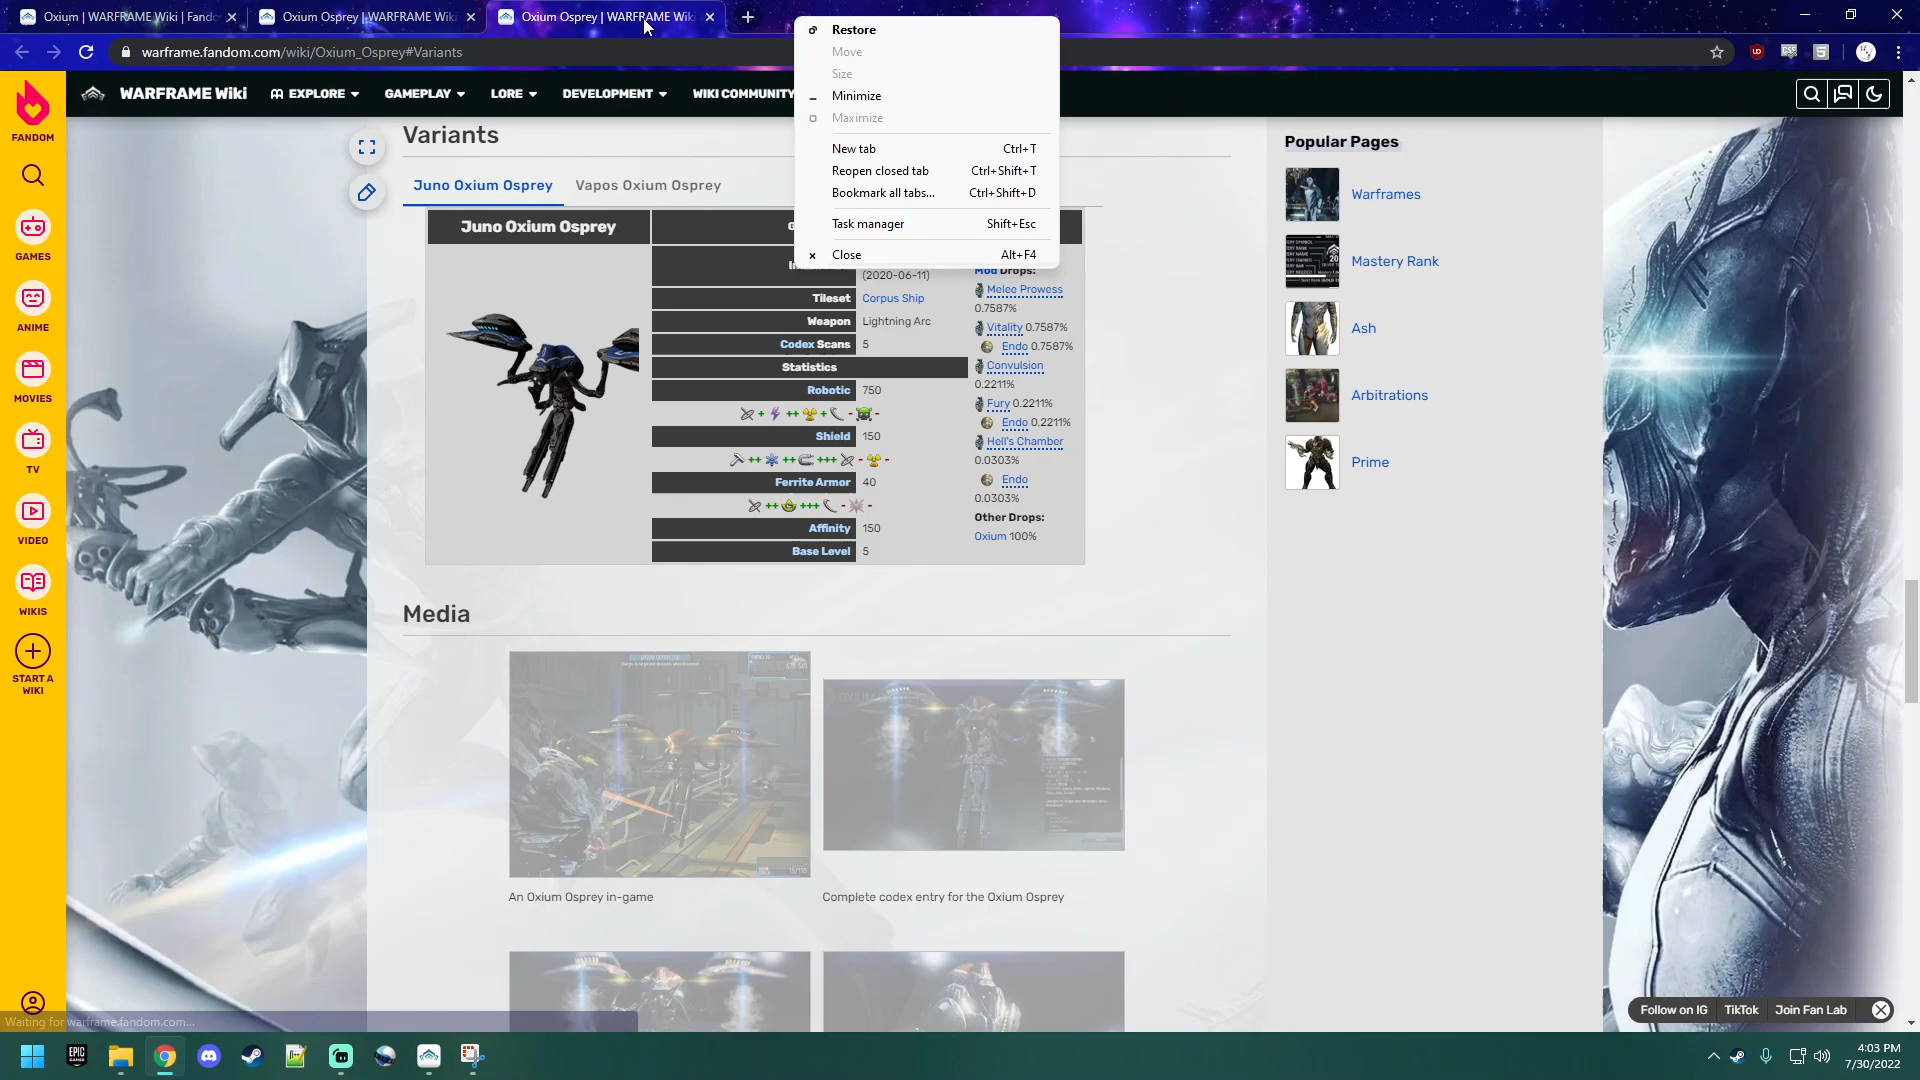 Oxium | WARFRAME Wiki | Fando
Oxium Osprey | WARFRAME Wik
Oxium Osprey | WARFRAME Wiki
warframe.fandom.com/wiki/Oxium_Osprey#Variants
Restore
Move
Size
Minimize
Maximize
New tab Ctrl+T
Reopen closed tab Ctrl+Shift+T
Bookmark all tabs... Ctrl+Shift+D
Task manager Shift+Esc
Close Alt+F4
WARFRAME Wiki
EXPLORE
GAMEPLAY
LORE
DEVELOPMENT
WIKI COMMUNITY
FANDOM
GAMES
ANIME
MOVIES
TV
VIDEO
WIKIS
START A
WIKI
Variants
Juno Oxium Osprey
Vapos Oxium Osprey
Juno Oxium Osprey
(2020-06-11)
Tileset Corpus Ship
Weapon Lightning Arc
Codex Scans 5
Statistics
Robotic 750
+ ++ + - -
Shield 150
++ ++ +++ - -
Ferrite Armor 40
++ +++ - -
Affinity 150
Base Level 5
Mod Drops:
Melee Prowess
0.7587%
Vitality 0.7587%
Endo 0.7587%
Convulsion
0.2211%
Fury 0.2211%
Endo 0.2211%
Hell's Chamber
0.0303%
Endo
0.0303%
Other Drops:
Oxium 100%
Media
An Oxium Osprey in-game
Complete codex entry for the Oxium Osprey
Popular Pages
Warframes
Mastery Rank
Ash
Arbitrations
Prime
Follow on IG
TikTok
Join Fan Lab
Waiting for warframe.fandom.com...
EPIC
GAMES
4:03 PM
7/30/2022